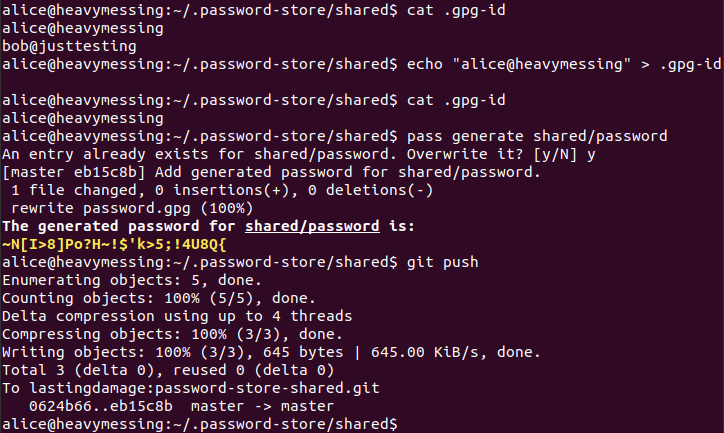 alice@heavymessing:~/.password-store/shared$ cat .gpg-id
alice@heavymessing
bob@justtesting
alice@heavymessing:~/.password-store/shared$ echo "alice@heavymessing" > .gpg-id
alice@heavymessing:~/.password-store/shared$ cat .gpg-id
alice@heavymessing
alice@heavymessing:~/.password-store/shared$ pass generate shared/password
An entry already exists for shared/password. Overwrite it? [y/N] y
[master eb15c8b] Add generated password for shared/password.
 1 file changed, 0 insertions(+), 0 deletions(-)
 rewrite password.gpg (100%)
The generated password for shared/password is:
~N[I>8]Po?H~!$'k>5;!4U8Q{
alice@heavymessing:~/.password-store/shared$ git push
Enumerating objects: 5, done.
Counting objects: 100% (5/5), done.
Delta compression using up to 4 threads
Compressing objects: 100% (3/3), done.
Writing objects: 100% (3/3), 645 bytes | 645.00 KiB/s, done.
Total 3 (delta 0), reused 0 (delta 0)
To lastingdamage:password-store-shared.git
   0624b66..eb15c8b  master -> master
alice@heavymessing:~/.password-store/shared$